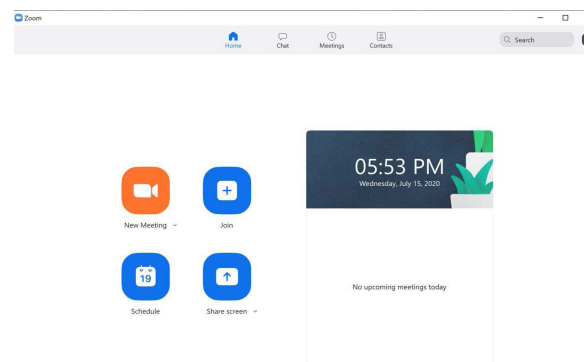 Zoom
Home
Chat
Meetings
Contacts
Search
05:53 PM
Wednesday, July 15, 2020
New Meeting
Join
19
Schedule
Share screen
No upcoming meetings today